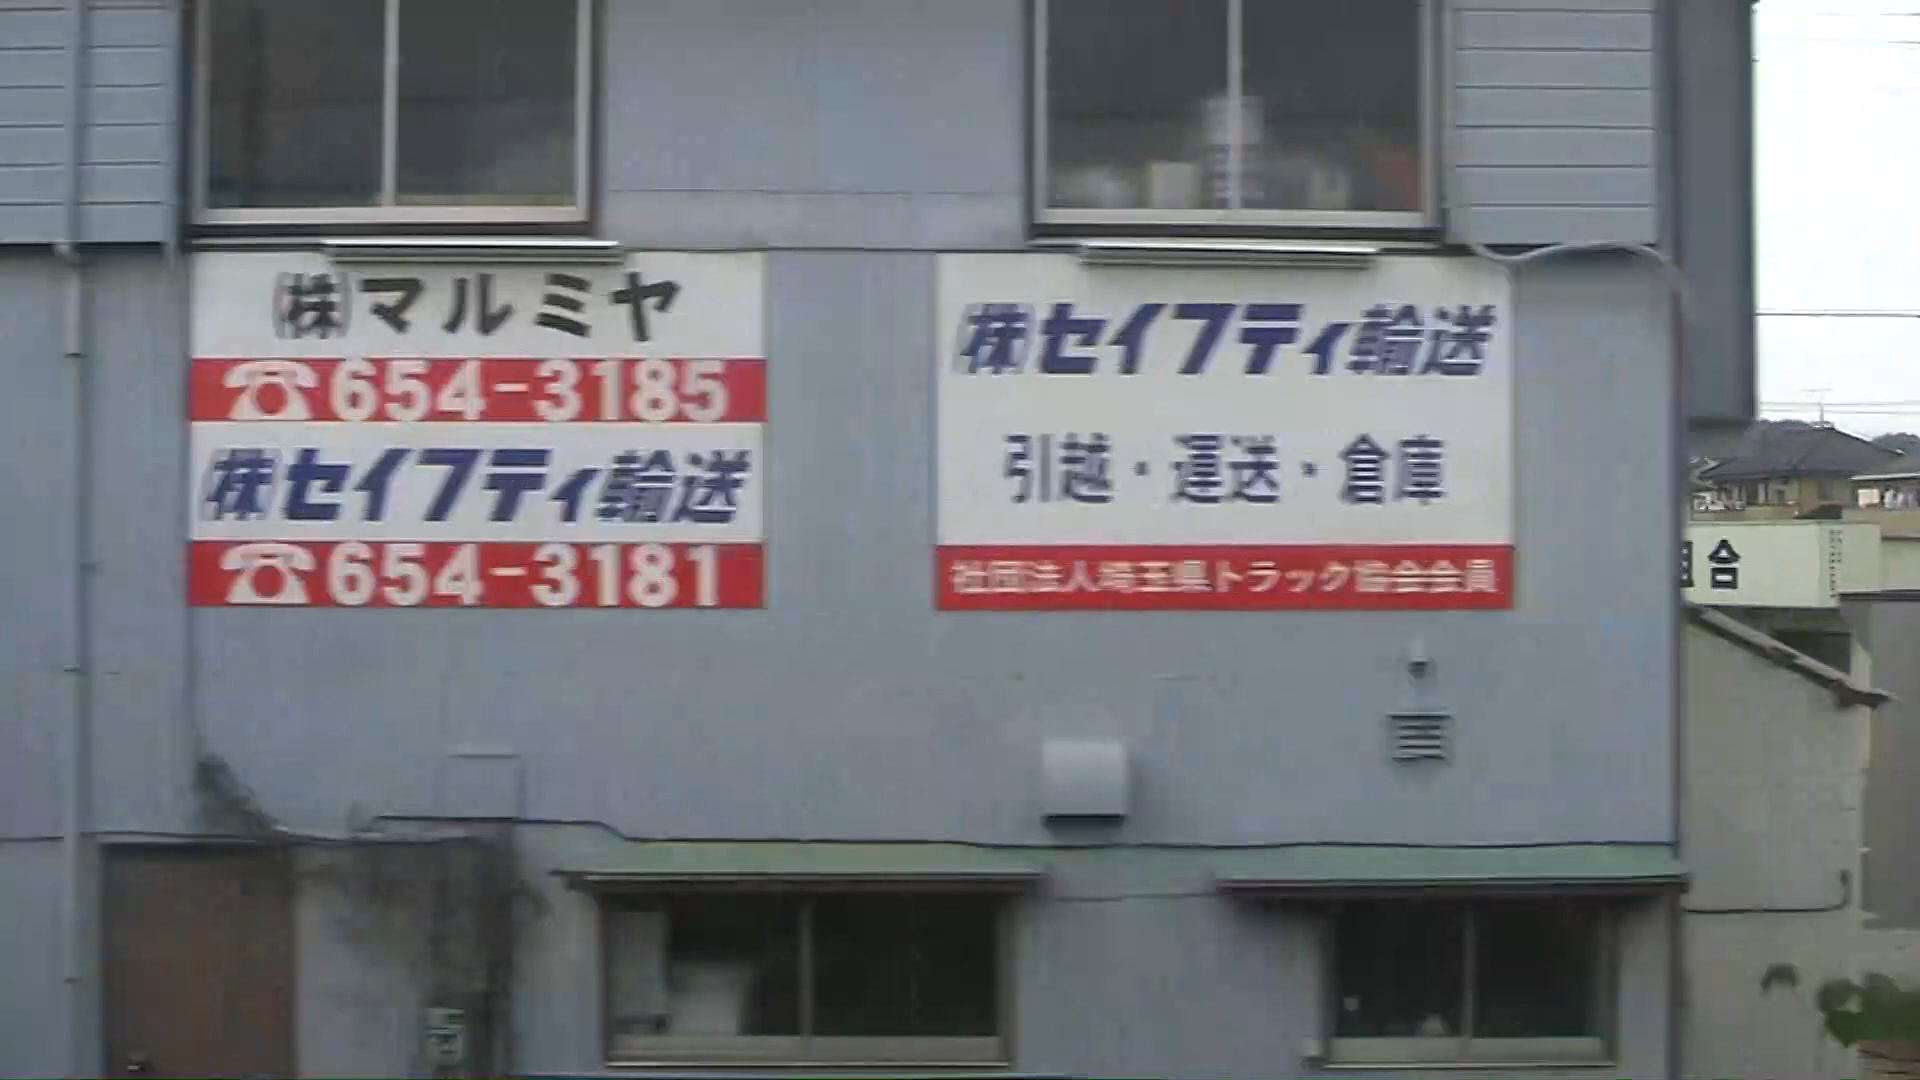 ㈱マルミヤ
☎654-3185
㈱セイフティ輸送
☎654-3181
㈱セイフティ輸送
引越・運送・倉庫
社団法人埼玉県トラック協会会員
合